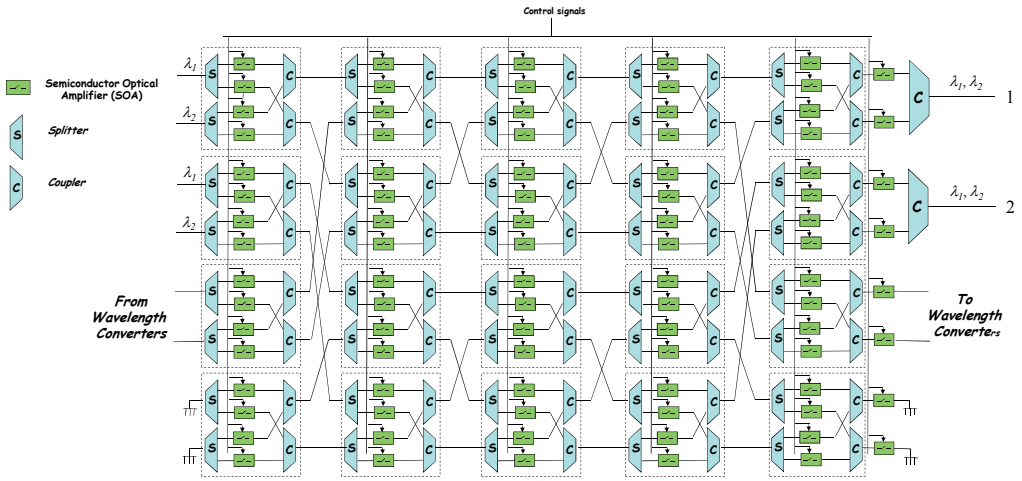 Control signals
Semiconductor Optical
Amplifier (SOA)
S
Splitter
C
Coupler
λ1
λ2
λ1
λ2
From
Wavelength
Converters
S S C C S S C C S S C C S S C C S S C C C
S S C C S S C C S S C C S S C C S S C C C
S S C C S S C C S S C C S S C C S S C C
S S C C S S C C S S C C S S C C S S C C
λ1, λ2
1
λ1, λ2
2
To
Wavelength
Converters